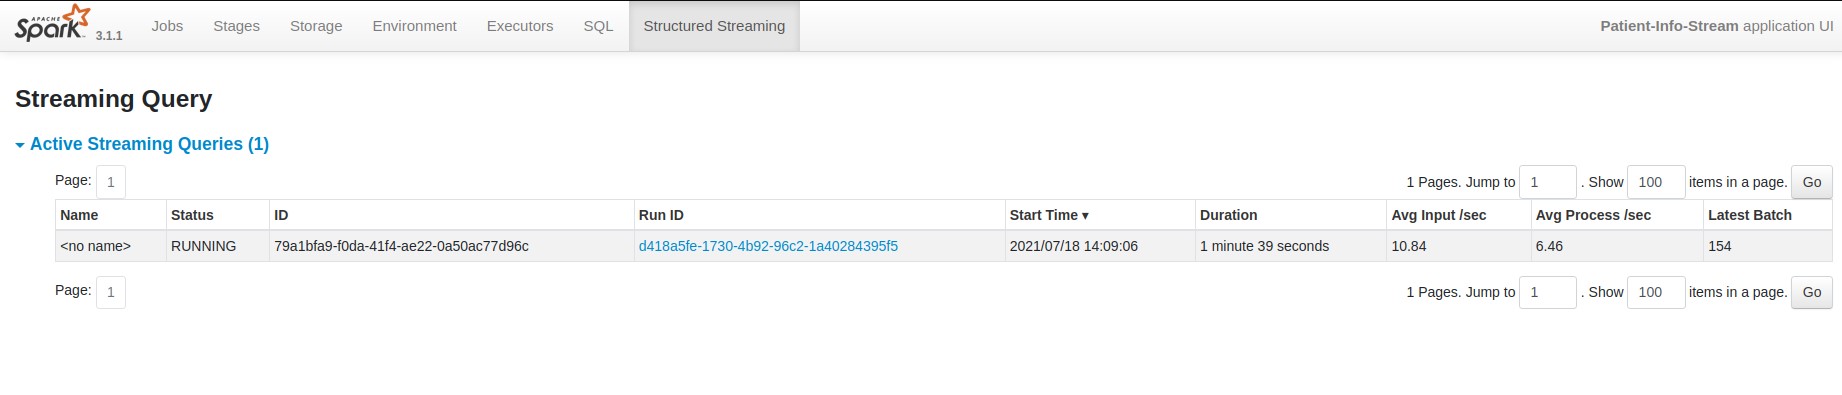 APACHE Spark 3.1.1 Jobs Stages Storage Environment Executors SQL Structured Streaming Patient-Info-Stream application UI
Streaming Query
Active Streaming Queries (1)
Page: 1 1 Pages. Jump to 1 . Show 100 items in a page. Go
Name Status ID Run ID Start Time ▾ Duration Avg Input /sec Avg Process /sec Latest Batch
<no name> RUNNING 79a1bfa9-f0da-41f4-ae22-0a50ac77d96c d418a5fe-1730-4b92-96c2-1a40284395f5 2021/07/18 14:09:06 1 minute 39 seconds 10.84 6.46 154
Page: 1 1 Pages. Jump to 1 . Show 100 items in a page. Go